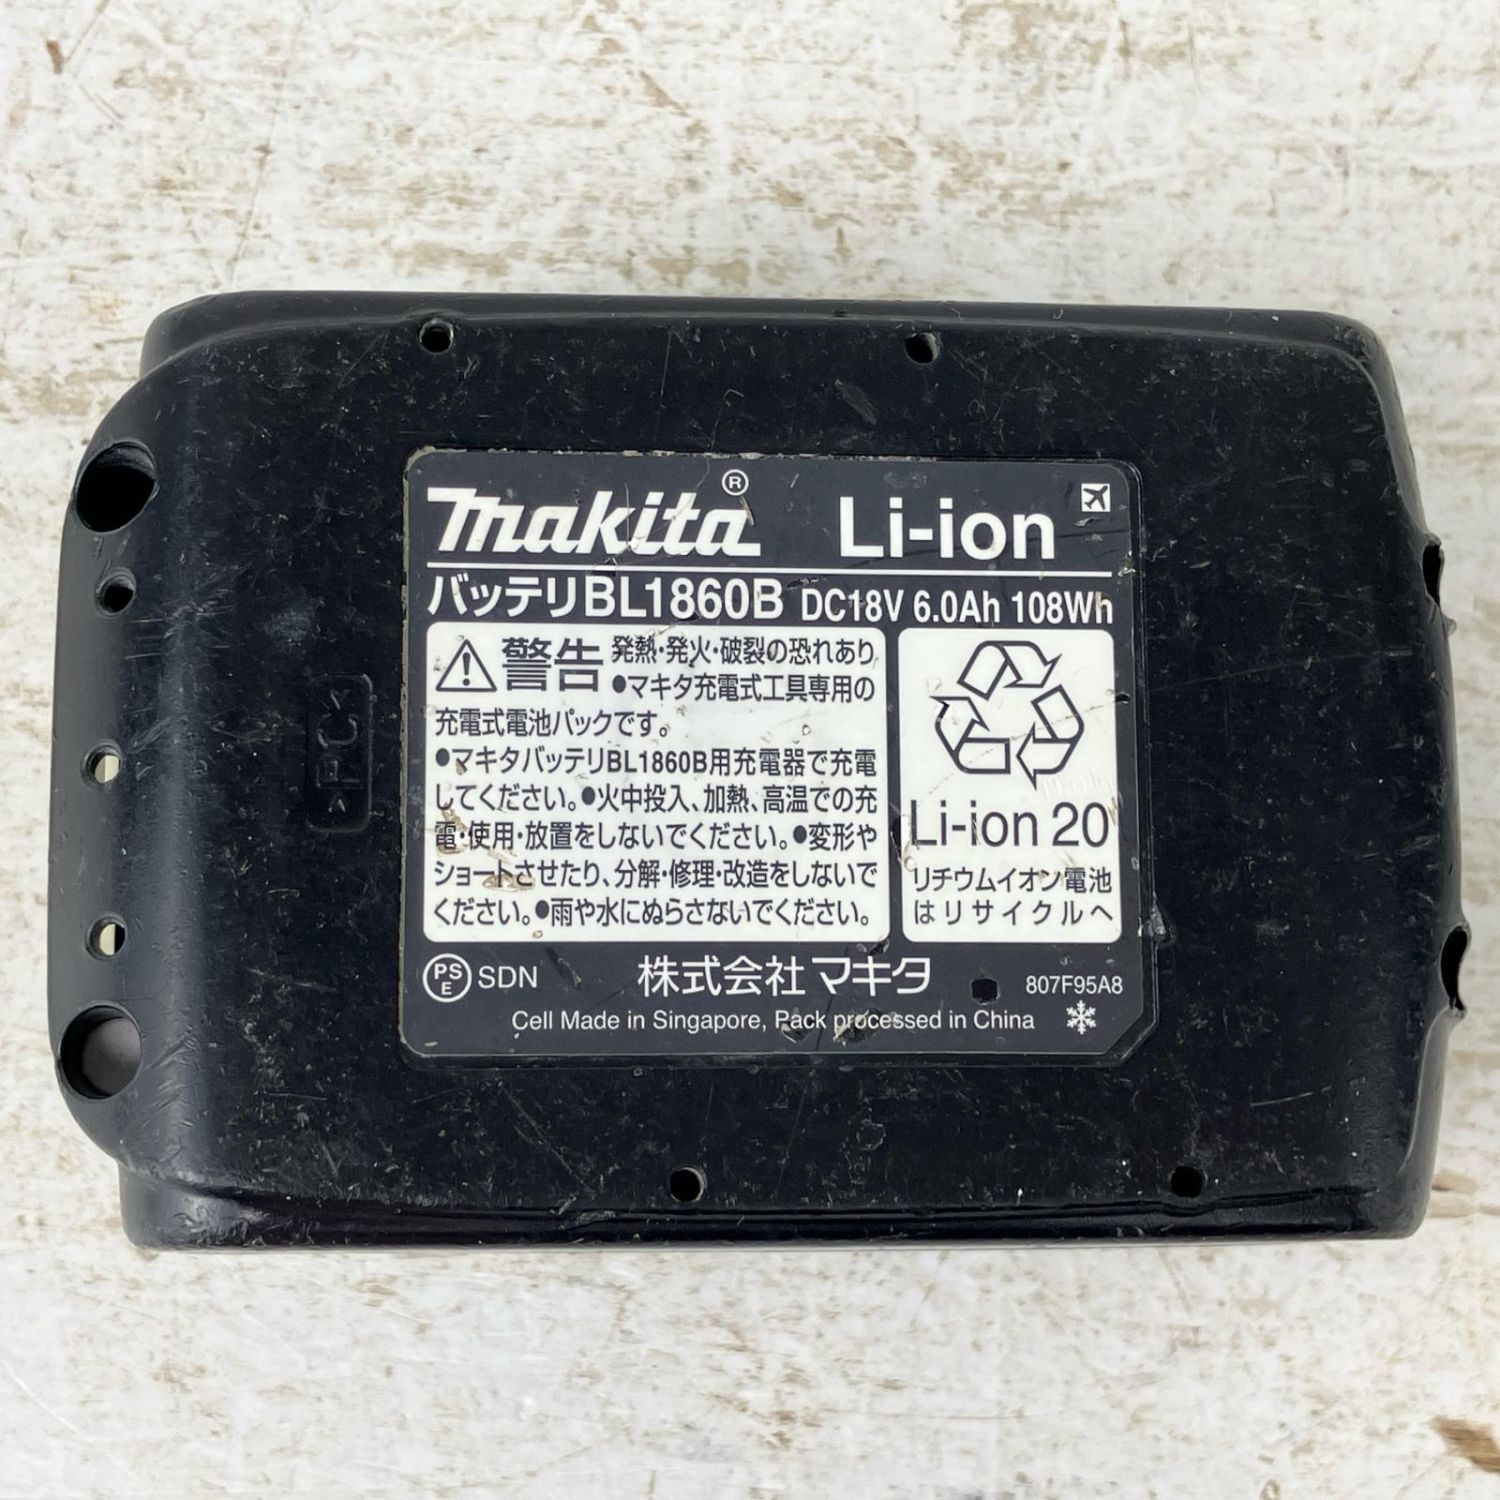 makita® Li-ion
バッテリBL1860B DC18V 6.0Ah 108Wh
警告 発熱・発火・破裂の恐れあり
●マキタ充電式工具専用の
充電式電池パックです。
●マキタバッテリBL1860B用充電器で充電
してください。●火中投入、加熱、高温での充
電・使用・放置をしないでください。●変形や
ショートさせたり、分解・修理・改造をしないで
ください。●雨や水にぬらさないでください。
Li-ion 20
リチウムイオン電池
はリサイクルへ
PSE SDN 株式会社マキタ 807F95A8
Cell Made in Singapore, Pack processed in China
>PC<